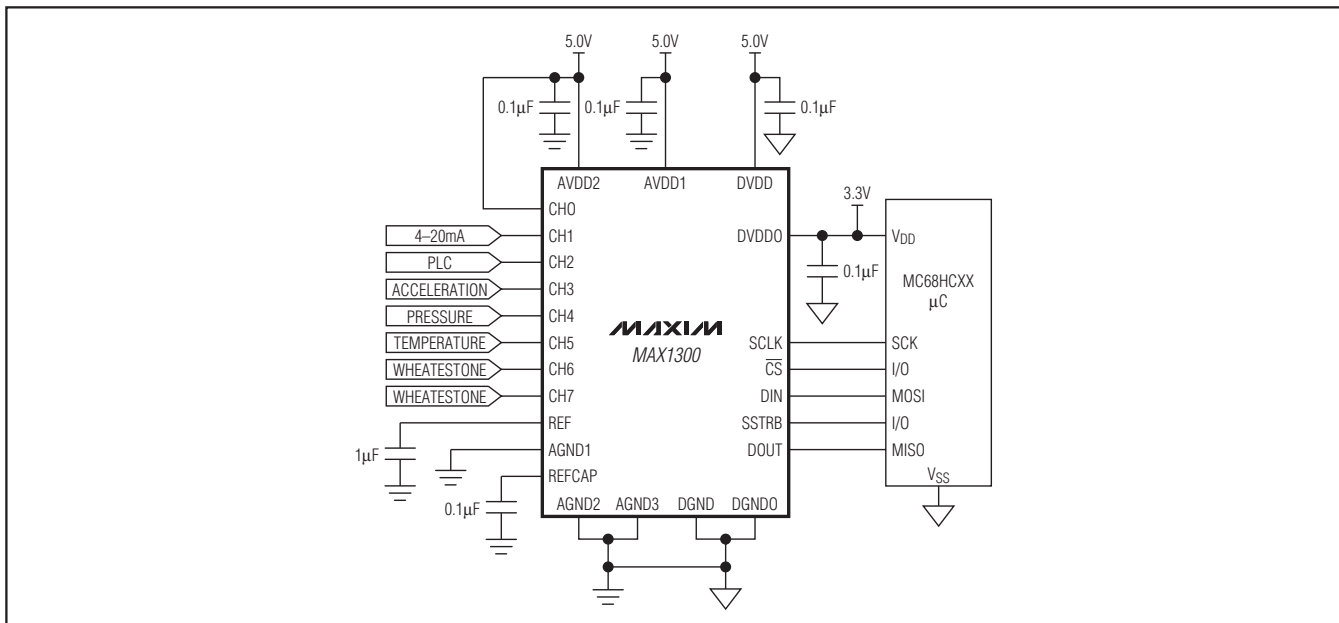 5.0V 5.0V 5.0V
0.1µF 0.1µF 0.1µF
AVDD2 AVDD1 DVDD
3.3V
CH0
4–20mA CH1 DVDDO VDD
PLC CH2
0.1µF
MC68HCXX
µC
ACCELERATION CH3
PRESSURE CH4
MAXIM
MAX1300
TEMPERATURE CH5 SCLK SCK
WHEATESTONE CH6 CS I/O
WHEATESTONE CH7 DIN MOSI
REF SSTRB I/O
1µF
AGND1 DOUT MISO
REFCAP
VSS
0.1µF
AGND2 AGND3 DGND DGNDO